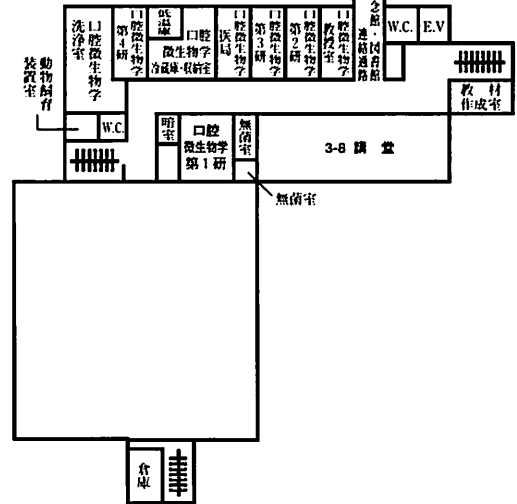 口腔微生物学
洗浄室
口腔微生物学
第4研
低温庫
口腔
微生物学
冷蔵庫・収納室
口腔微生物学
医局
口腔微生物学
第3研
口腔微生物学
第2研
口腔微生物学
教授室
念館・図書館
連絡通路
W.C.
E.V
教材
作成室
動物飼育
装置室
W.C.
暗室
口腔
微生物学
第1研
無菌室
3-8 講堂
無菌室
倉庫